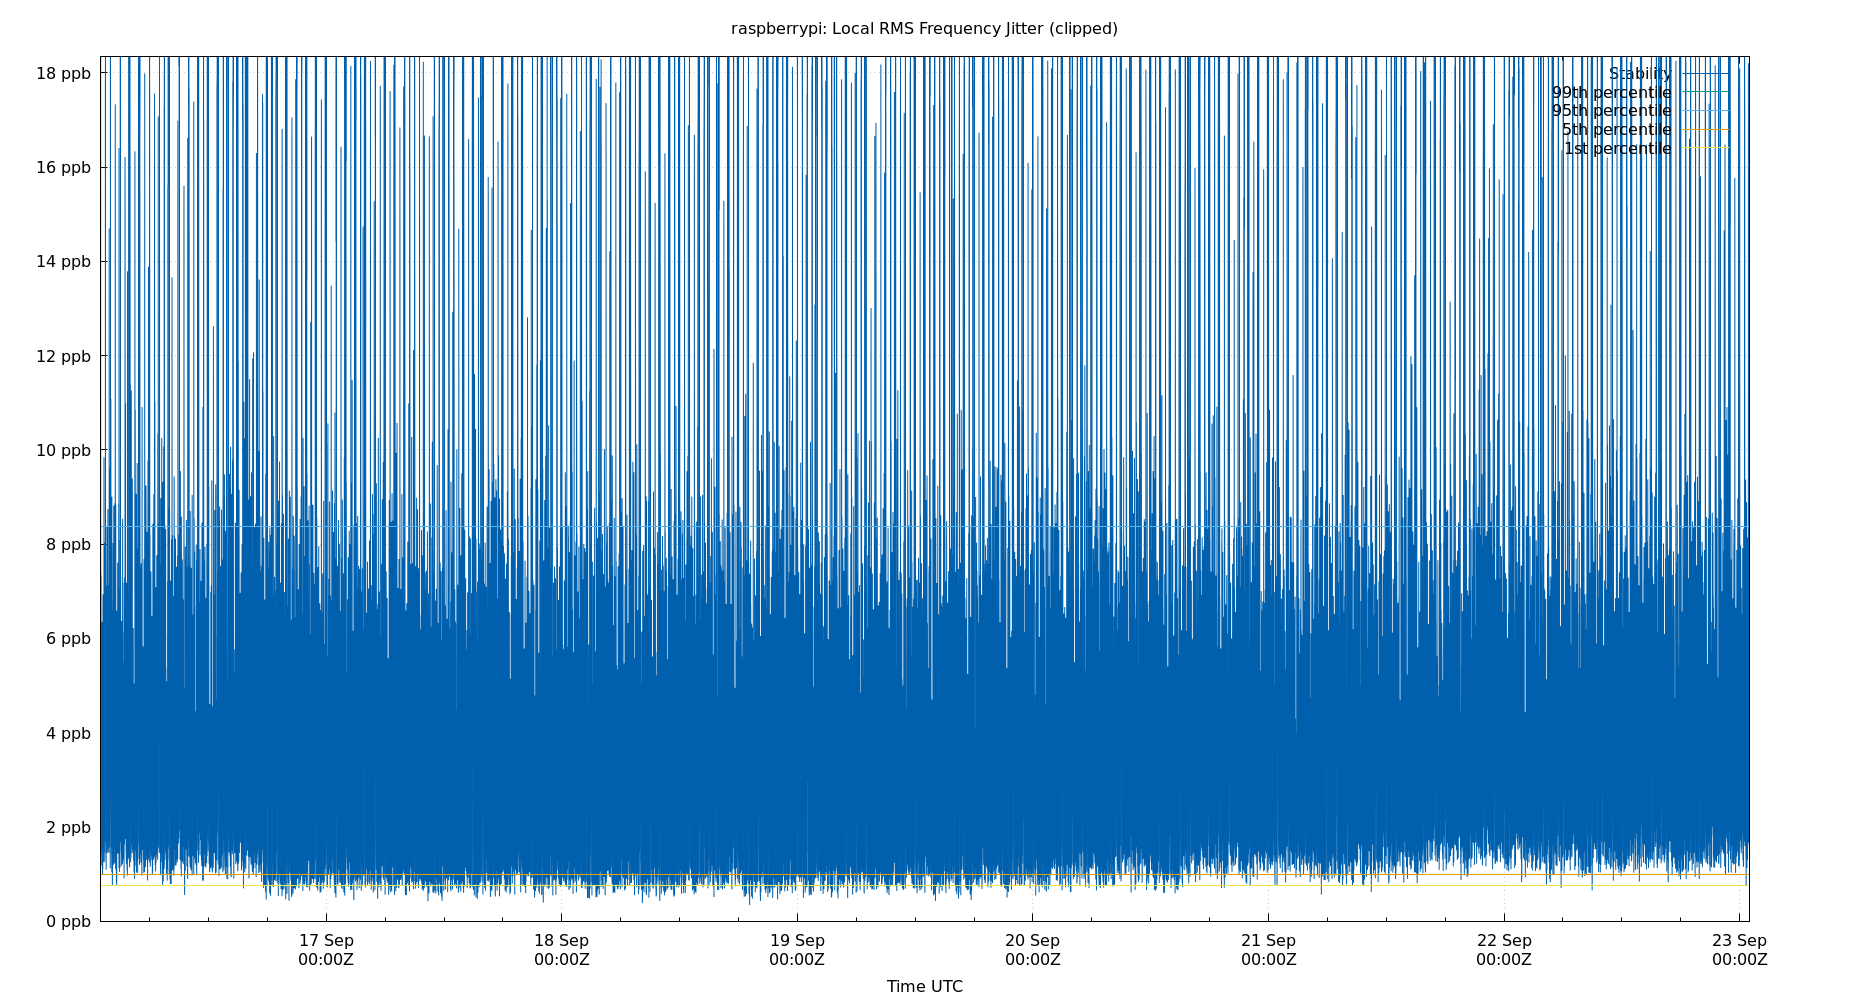 raspberrypi: Local RMS Frequency Jitter (clipped)
18 ppb
16 ppb
14 ppb
12 ppb
10 ppb
8 ppb
6 ppb
4 ppb
2 ppb
0 ppb
Stability
99th percentile
95th percentile
5th percentile
1st percentile
17 Sep 18 Sep 19 Sep 20 Sep 21 Sep 22 Sep 23 Sep
00:00Z 00:00Z 00:00Z 00:00Z 00:00Z 00:00Z 00:00Z
Time UTC